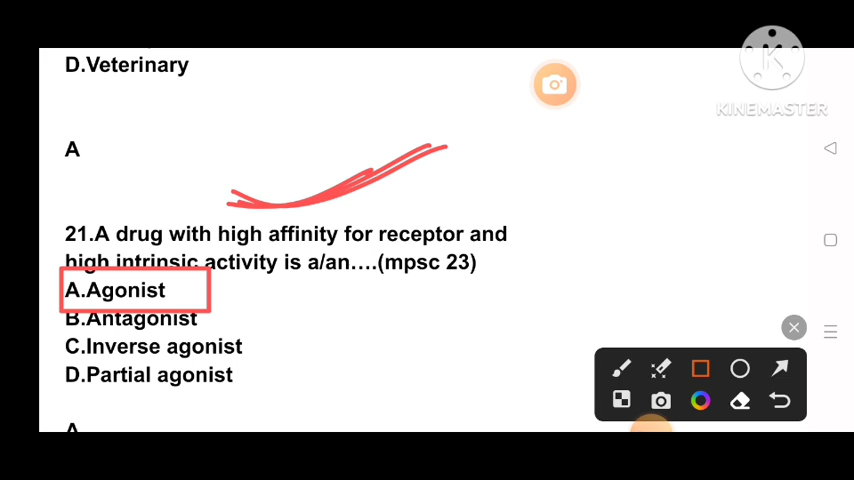 D.Veterinary
KINEMASTER
A
21.A drug with high affinity for receptor and
high intrinsic activity is a/an....(mpsc 23)
A.Agonist
B.Antagonist
C.Inverse agonist
D.Partial agonist
A